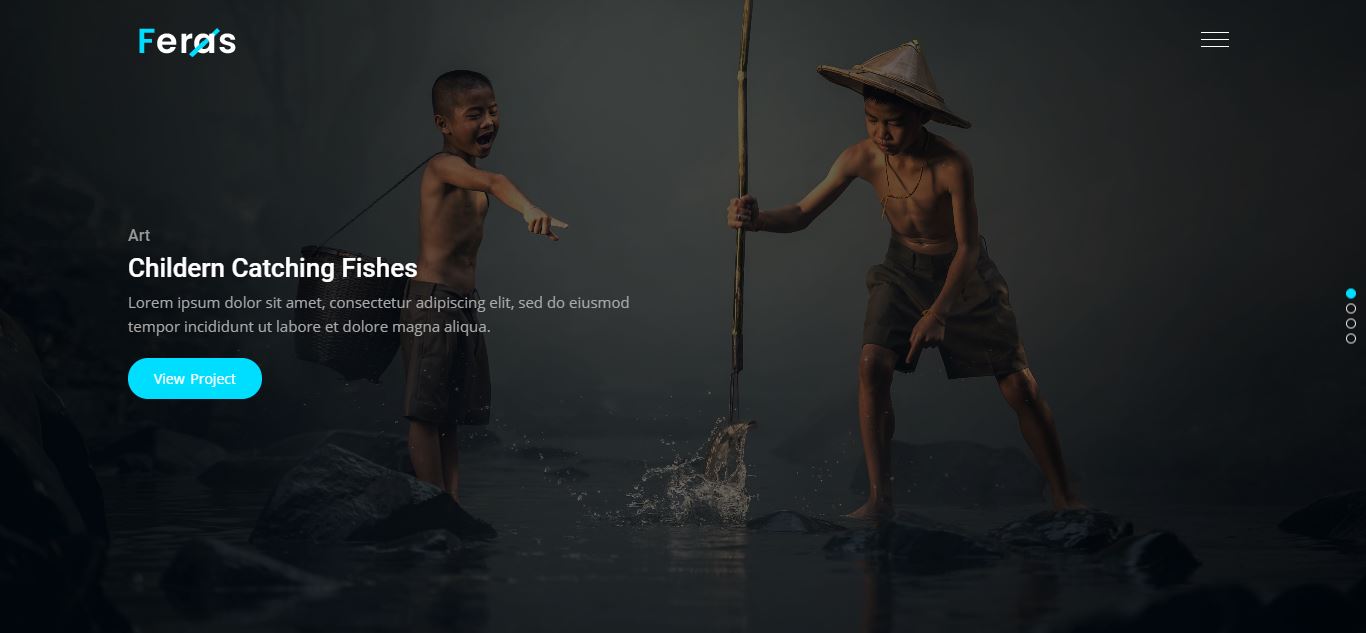 Feras
Art
Childern Catching Fishes
Lorem ipsum dolor sit amet, consectetur adipiscing elit, sed do eiusmod
tempor incididunt ut labore et dolore magna aliqua.
View Project